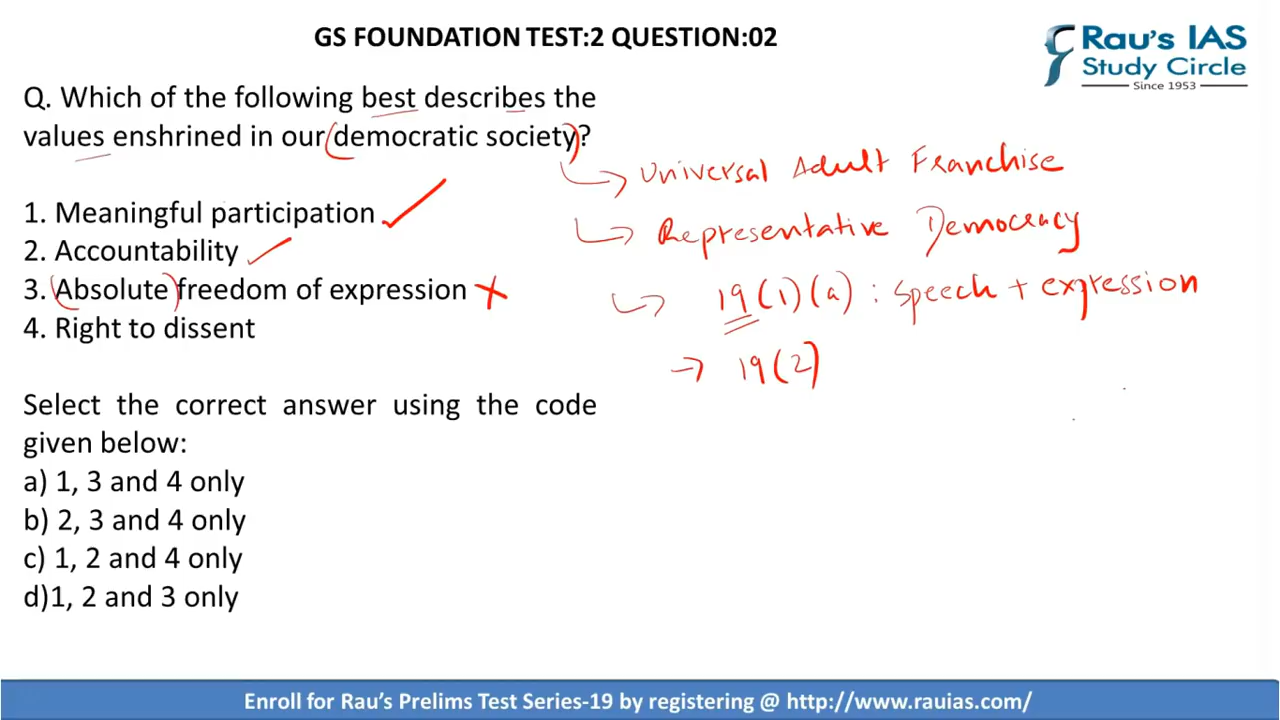 GS FOUNDATION TEST:2 QUESTION:02
Rau's IAS
Study Circle
Since 1953
Q. Which of the following best describes the
values enshrined in our democratic society?
1. Meaningful participation
2. Accountability
3. Absolute freedom of expression
4. Right to dissent
Select the correct answer using the code
given below:
a) 1, 3 and 4 only
b) 2, 3 and 4 only
c) 1, 2 and 4 only
d)1, 2 and 3 only
Universal Adult Franchise
Representative Democracy
19(1)(a): speech + expression
→ 19(2)
Enroll for Rau's Prelims Test Series-19 by registering @ http://www.rauias.com/